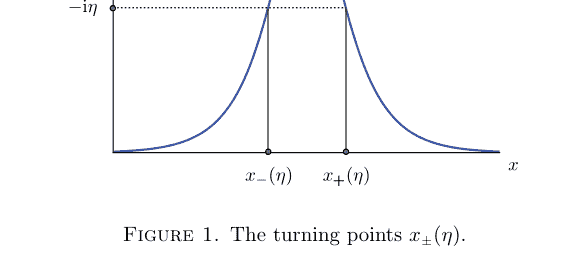 −iη
x₋(η) x₊(η)
x
FIGURE 1. The turning points x±(η).